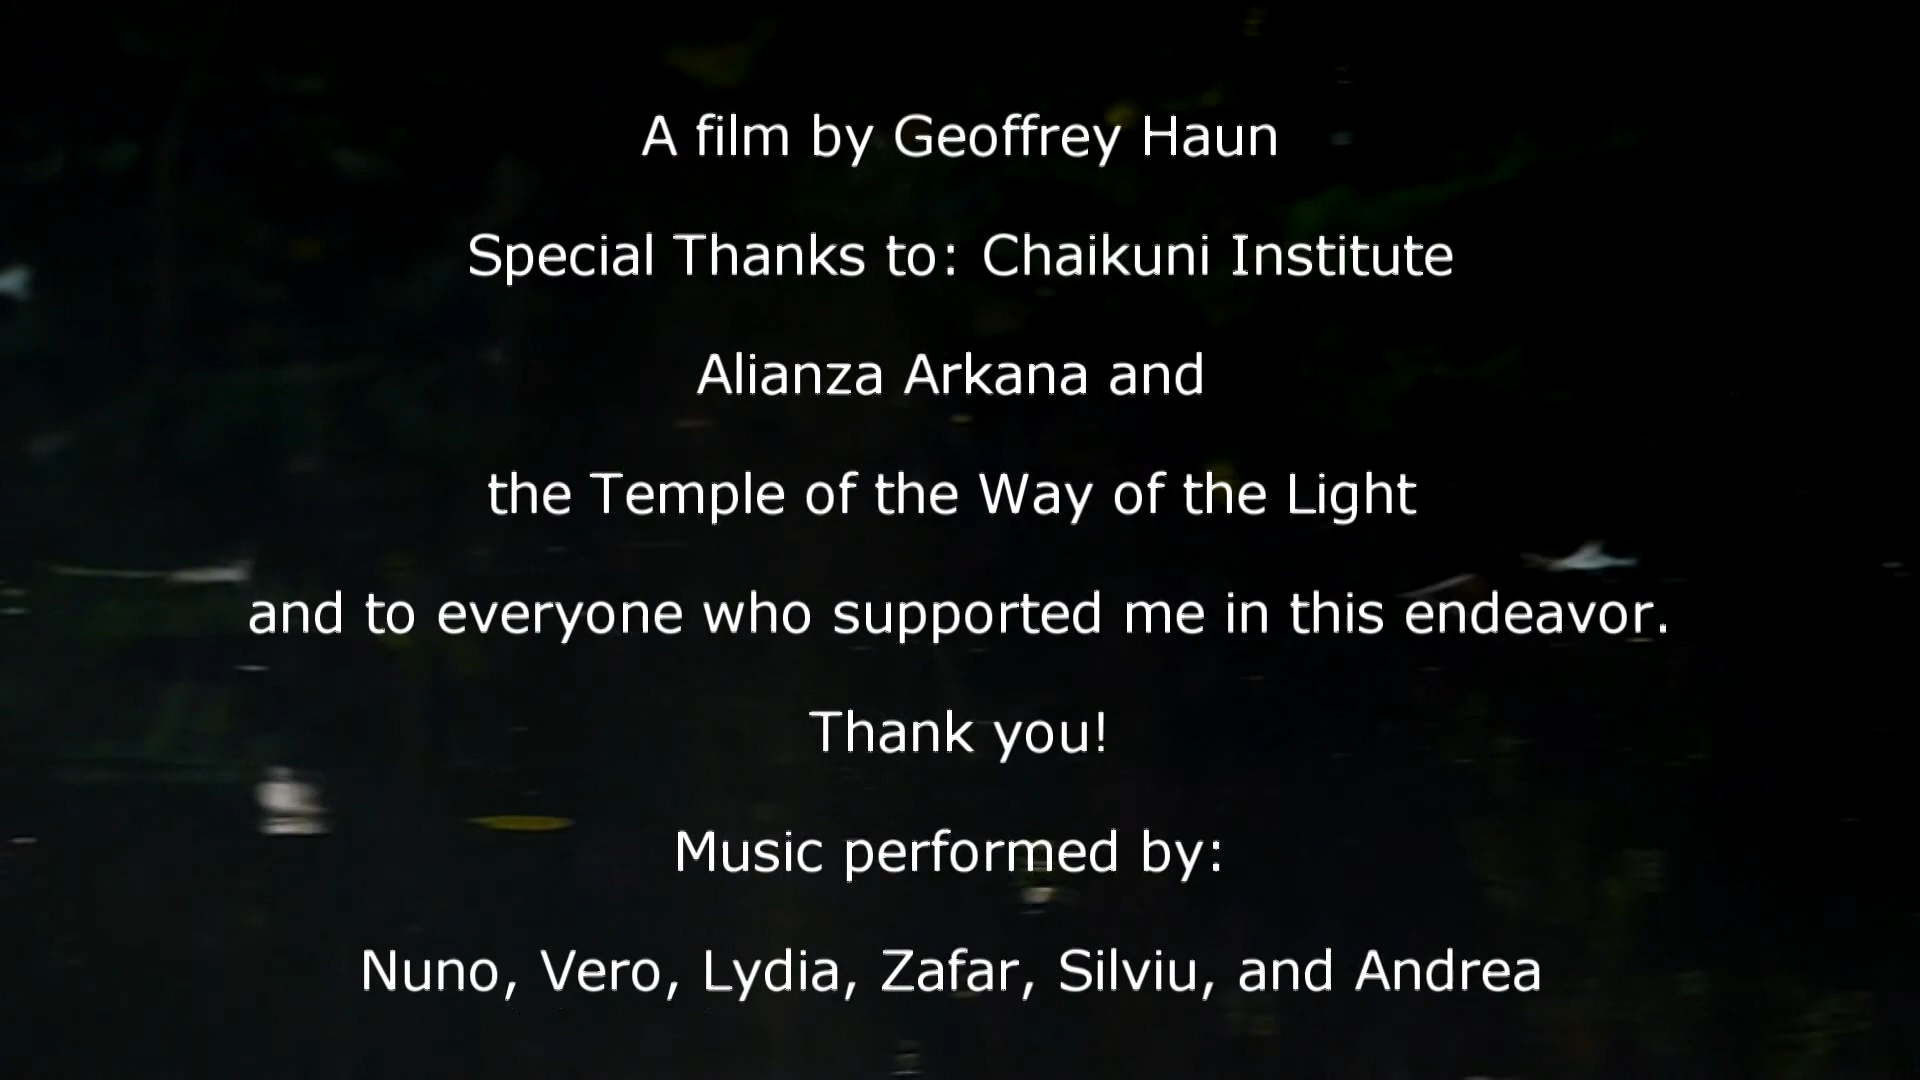 A film by Geoffrey Haun
Special Thanks to: Chaikuni Institute
Alianza Arkana and
the Temple of the Way of the Light
and to everyone who supported me in this endeavor.
Thank you!
Music performed by:
Nuno, Vero, Lydia, Zafar, Silviu, and Andrea